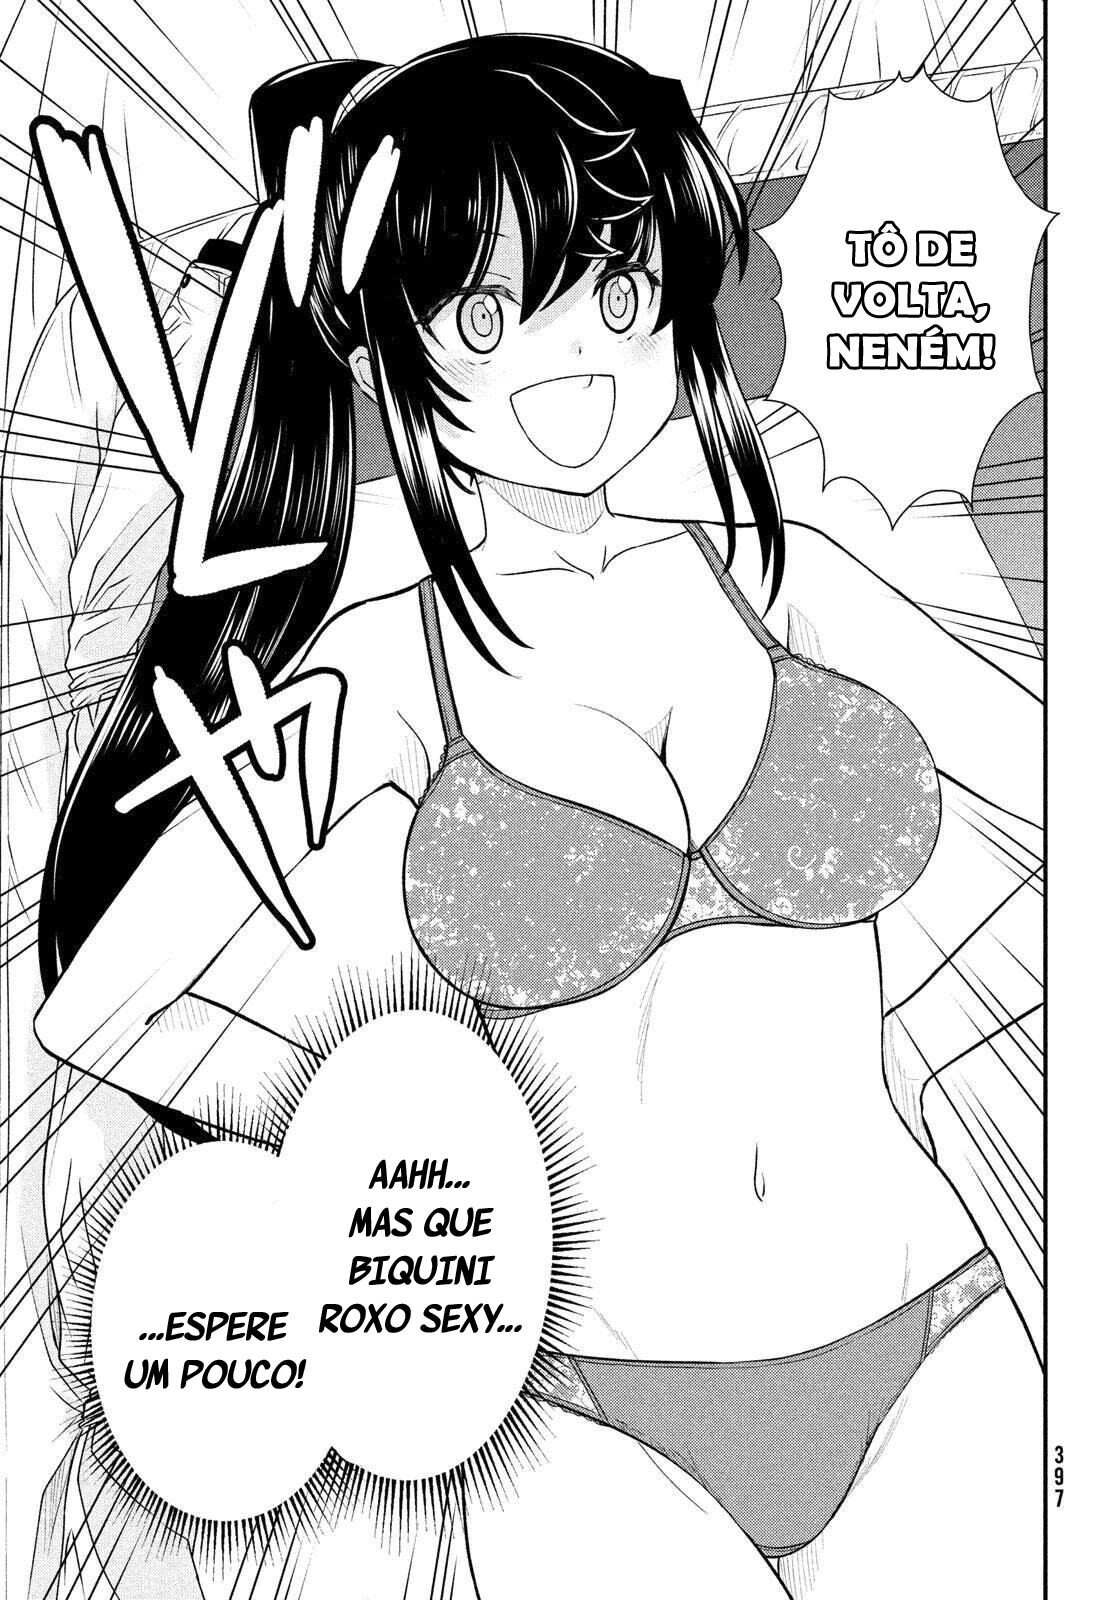 TÔ DE
VOLTA,
NENÉM!
AAHH...
MAS QUE
BIQUINI
ROXO SEXY...
...ESPERE
UM POUCO!
397